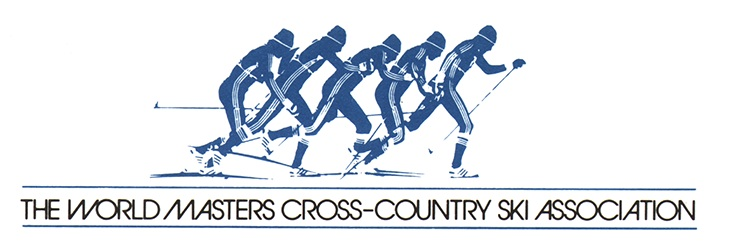 THE WORLD MASTERS CROSS-COUNTRY SKI ASSOCIATION